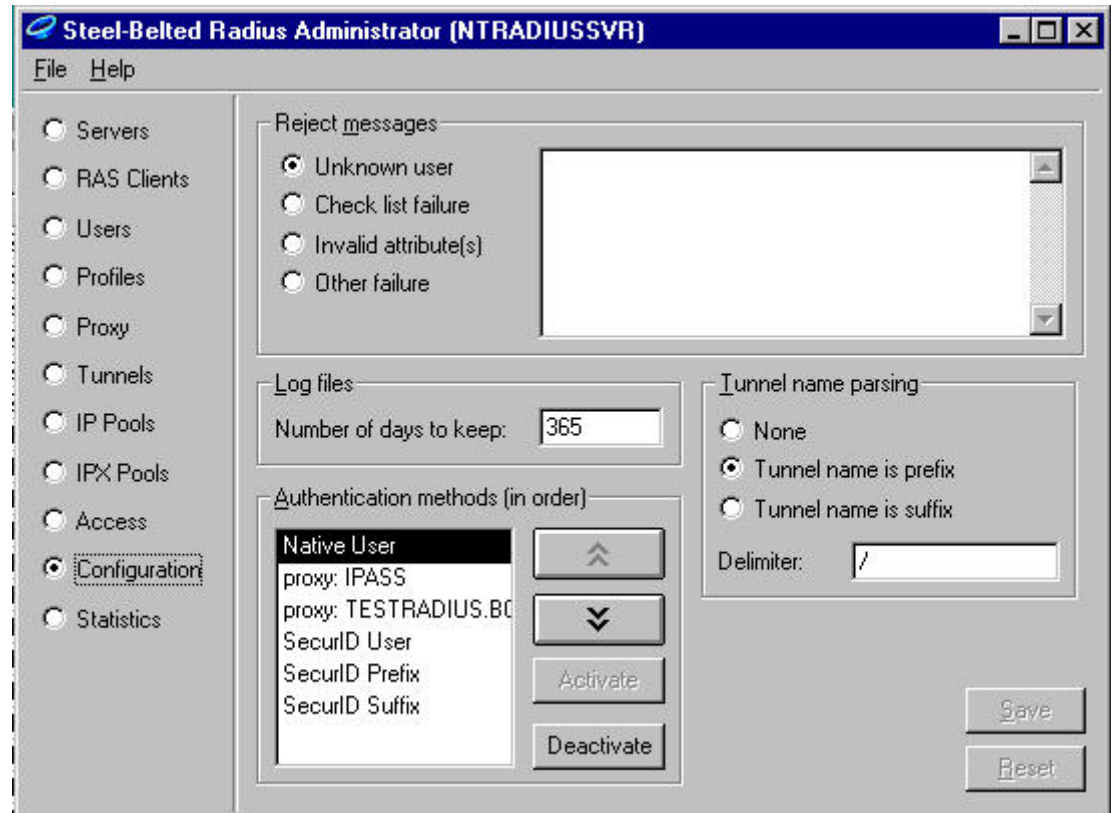 Steel-Belted Radius Administrator (NTRADIUSSVR)
File Help
Servers
RAS Clients
Users
Profiles
Proxy
Tunnels
IP Pools
IPX Pools
Access
Configuration
Statistics
Reject messages
Unknown user
Check list failure
Invalid attribute(s)
Other failure
Log files
Number of days to keep: 365
Authentication methods (in order)
Native User
proxy: IPASS
proxy: TESTRADIUS.BO
SecurID User
SecurID Prefix
SecurID Suffix
Activate
Deactivate
Tunnel name parsing
None
Tunnel name is prefix
Tunnel name is suffix
Delimiter: /
Save
Reset